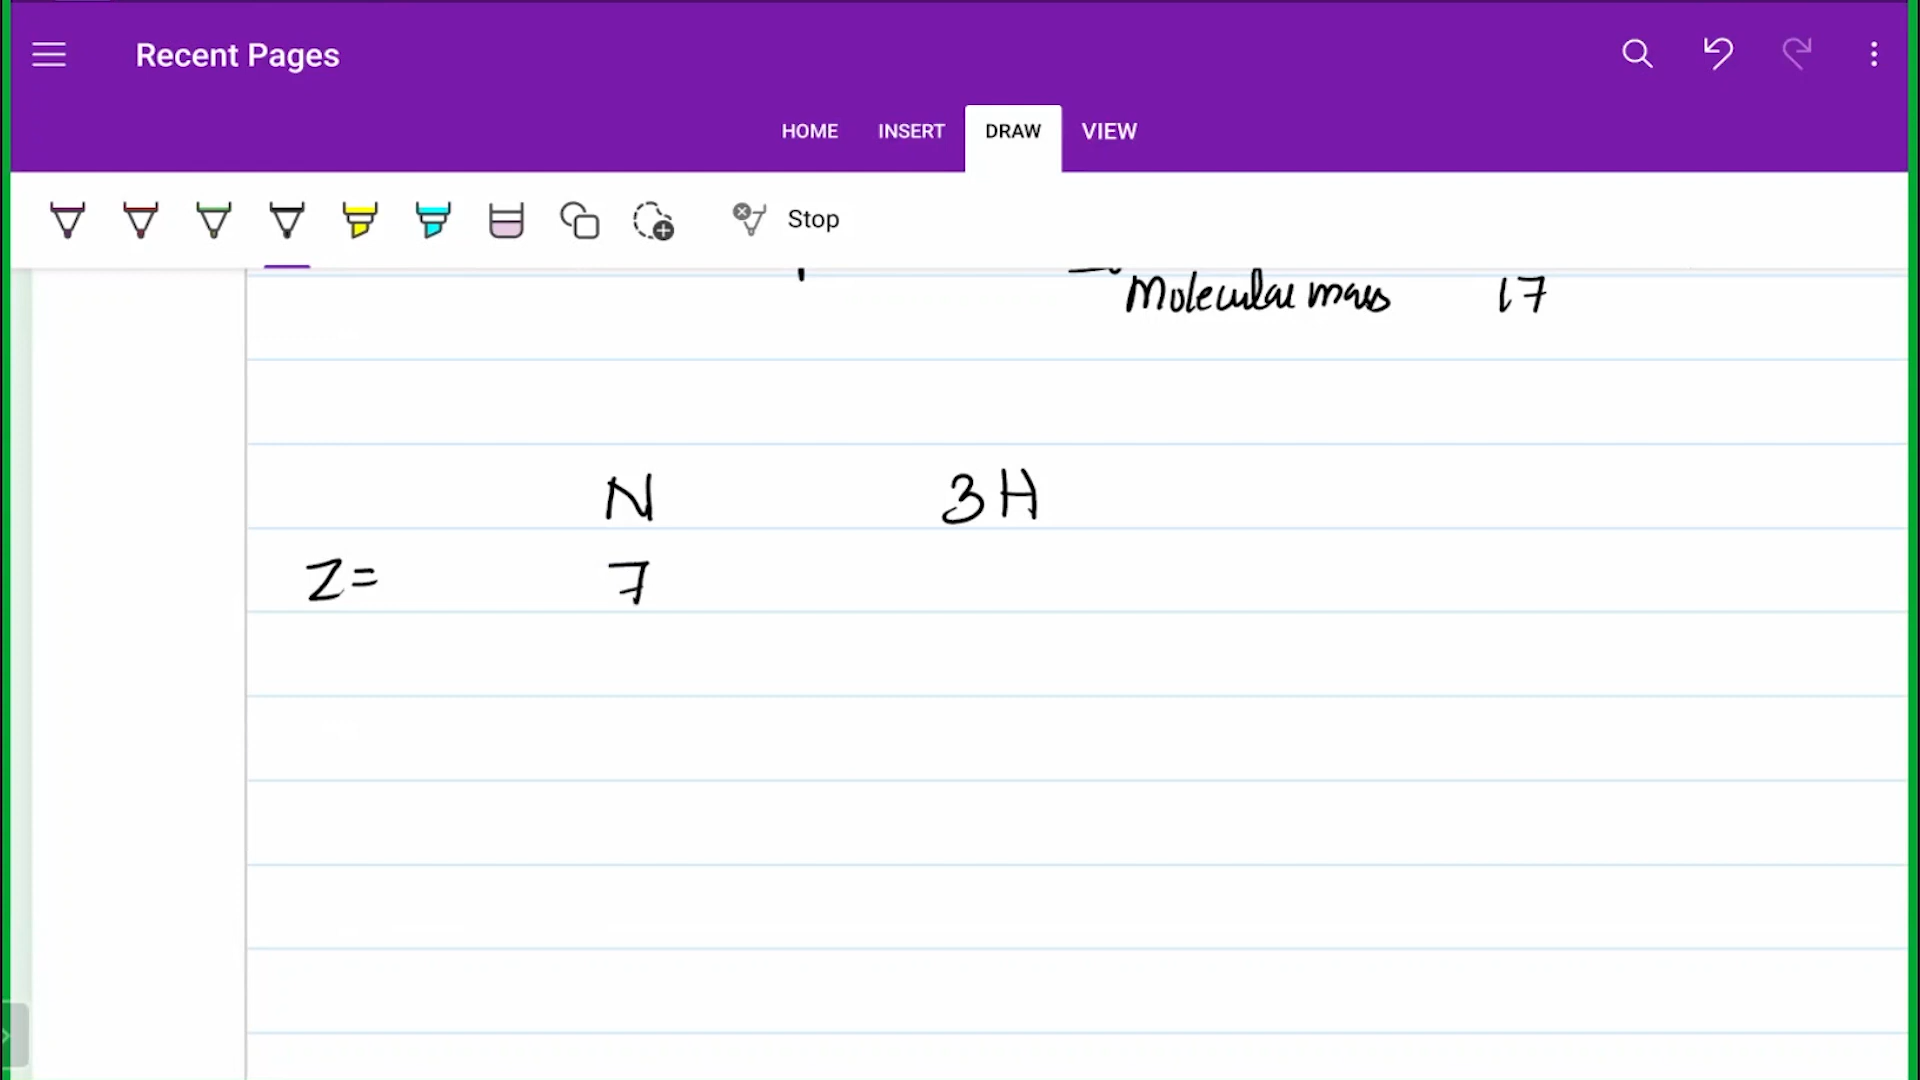 Recent Pages
HOME INSERT DRAW VIEW
Stop
Molecular mass 17
N 3H
Z= 7